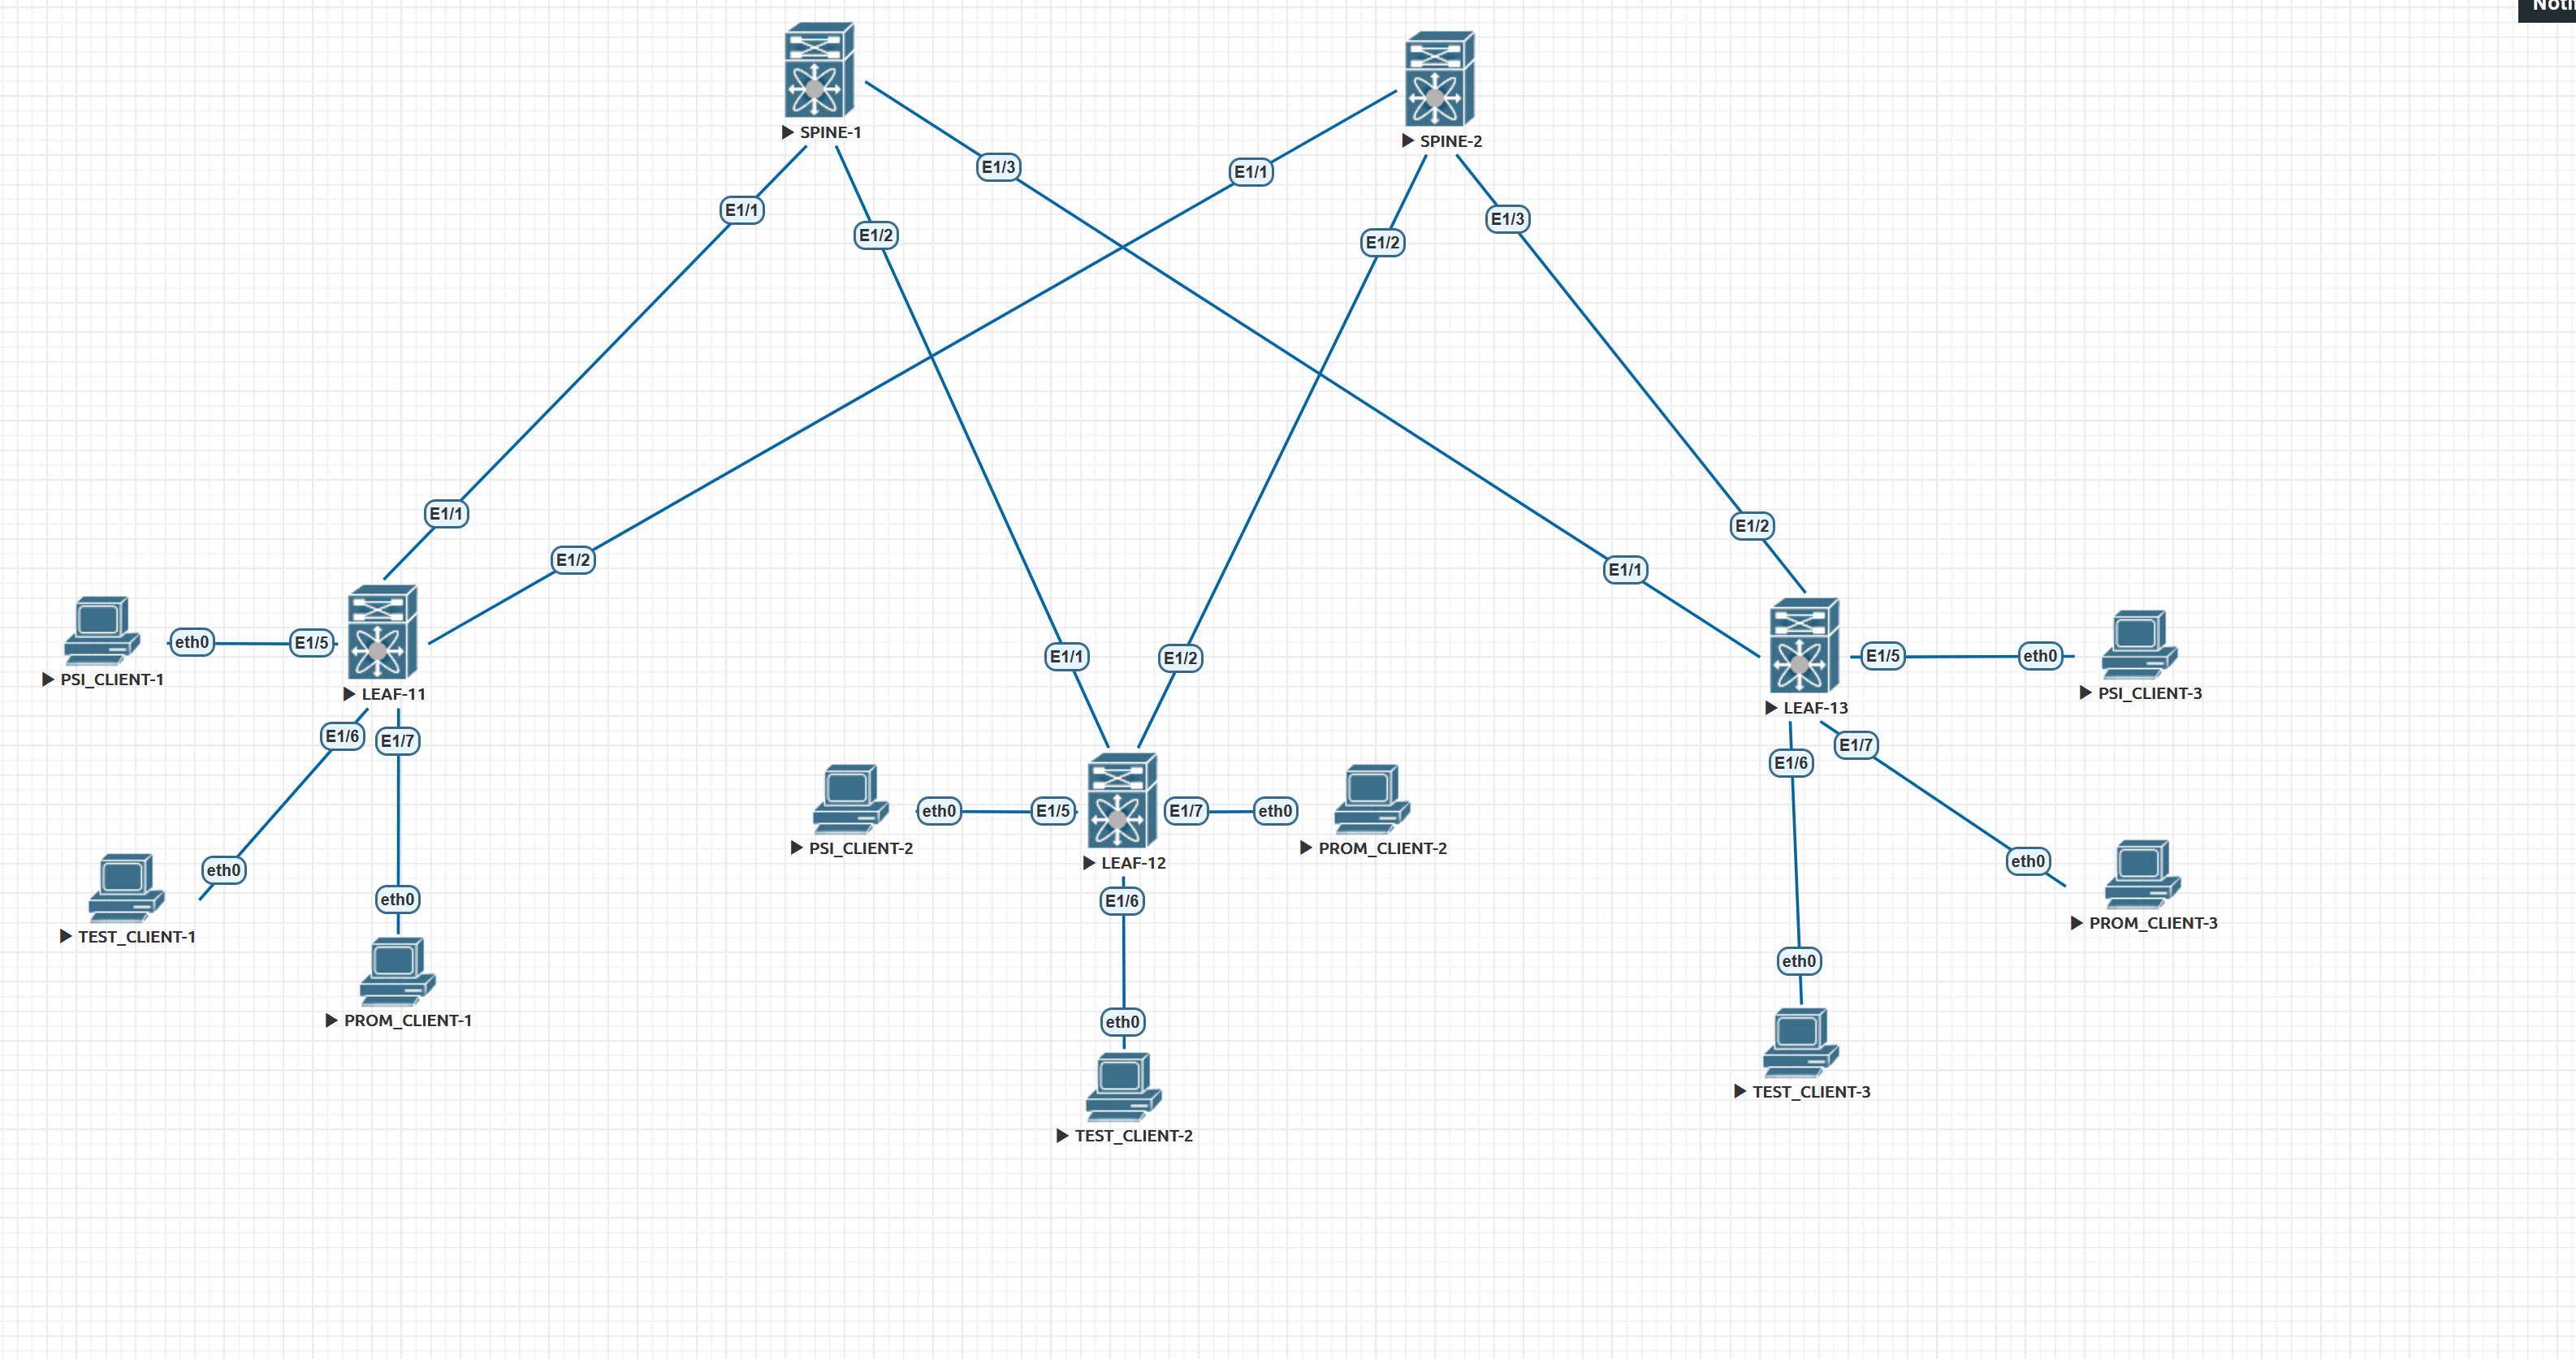 Noti
SPINE-1
SPINE-2
E1/3
E1/1
E1/1
E1/3
E1/2
E1/2
E1/1
E1/2
E1/2
E1/1
eth0
E1/5
E1/1
E1/2
E1/5
eth0
PSI_CLIENT-1
LEAF-11
PSI_CLIENT-3
LEAF-13
E1/6
E1/7
E1/7
E1/6
eth0
E1/5
E1/7
eth0
PSI_CLIENT-2
PROM_CLIENT-2
LEAF-12
eth0
eth0
eth0
E1/6
TEST_CLIENT-1
PROM_CLIENT-3
eth0
PROM_CLIENT-1
eth0
TEST_CLIENT-3
TEST_CLIENT-2